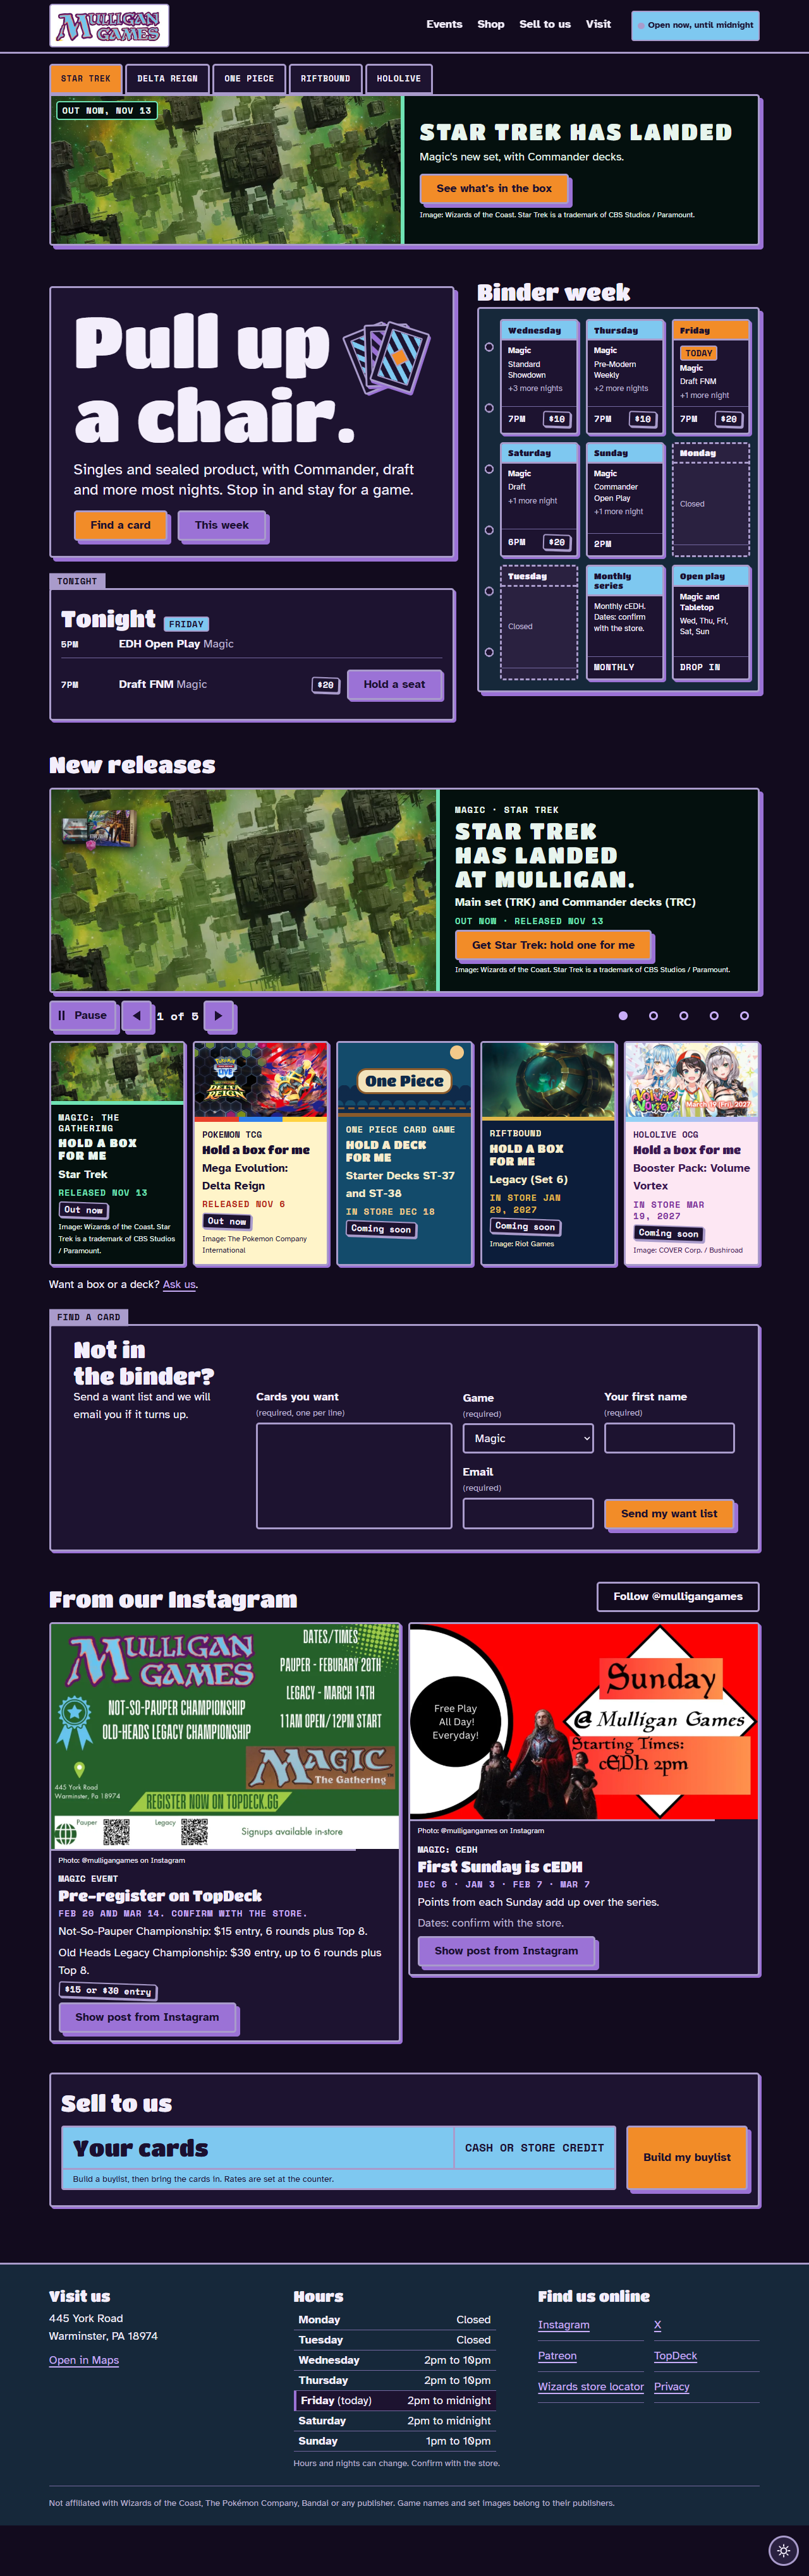 MULLIGAN
GAMES
Events
Shop
Sell to us
Visit
Open now, until midnight
STAR TREK
DELTA REIGN
ONE PIECE
RIFTBOUND
HOLOLIVE
OUT NOW, NOV 13
STAR TREK HAS LANDED
Magic's new set, with Commander decks.
See what's in the box
Image: Wizards of the Coast. Star Trek is a trademark of CBS Studios / Paramount.
Pull up
a chair.
Singles and sealed product, with Commander, draft
and more most nights. Stop in and stay for a game.
Find a card
This week
Binder week
Wednesday
Magic
Standard
Showdown
+3 more nights
7PM
$10
Thursday
Magic
Pre-Modern
Weekly
+2 more nights
7PM
$10
Friday
TODAY
Magic
Draft FNM
+1 more night
7PM
$20
Saturday
Magic
Draft
+1 more night
6PM
$20
Sunday
Magic
Commander
Open Play
+1 more night
2PM
Monday
Closed
Tuesday
Closed
Monthly
series
Monthly cEDH.
Dates: confirm
with the store.
MONTHLY
Open play
Magic and
Tabletop
Wed, Thu, Fri,
Sat, Sun
DROP IN
TONIGHT
Tonight
FRIDAY
5PM
EDH Open Play Magic
7PM
Draft FNM Magic
$20
Hold a seat
New releases
MAGIC · STAR TREK
STAR TREK
HAS LANDED
AT MULLIGAN.
Main set (TRK) and Commander decks (TRC)
OUT NOW · RELEASED NOV 13
Get Star Trek: hold one for me
Image: Wizards of the Coast. Star Trek is a trademark of CBS Studios / Paramount.
Pause
1 of 5
MAGIC: THE
GATHERING
HOLD A BOX
FOR ME
Star Trek
RELEASED NOV 13
Out now
Image: Wizards of the Coast. Star
Trek is a trademark of CBS Studios
/ Paramount.
DELTA
REIGN
POKEMON TCG
Hold a box for me
Mega Evolution:
Delta Reign
RELEASED NOV 6
Out now
Image: The Pokemon Company
International
One Piece
ONE PIECE CARD GAME
HOLD A DECK
FOR ME
Starter Decks ST-37
and ST-38
IN STORE DEC 18
Coming soon
RIFTBOUND
HOLD A BOX
FOR ME
Legacy (Set 6)
IN STORE JAN
29, 2027
Coming soon
Image: Riot Games
HOLOLIVE OCG
Hold a box for me
Booster Pack: Volume
Vortex
IN STORE MAR
19, 2027
Coming soon
Image: COVER Corp. / Bushiroad
Want a box or a deck? Ask us.
FIND A CARD
Not in
the binder?
Send a want list and we will
email you if it turns up.
Cards you want
(required, one per line)
Game
(required)
Magic
Email
(required)
Your first name
(required)
Send my want list
From our Instagram
Follow @mulligangames
MULLIGAN
GAMES
DATES/TIMES
PAUPER - FEBUARY 20TH
LEGACY - MARCH 14TH
11AM OPEN/12PM START
NOT-SO-PAUPER CHAMPIONSHIP
OLD-HEADS LEGACY CHAMPIONSHIP
445 York Road
Warminster, Pa 18974
MAGIC
The Gathering
REGISTER NOW ON TOPDECK.GG
Pauper
Legacy
Signups available in-store
Photo: @mulligangames on Instagram
MAGIC EVENT
Pre-register on TopDeck
FEB 20 AND MAR 14. CONFIRM WITH THE STORE.
Not-So-Pauper Championship: $15 entry, 6 rounds plus Top 8.
Old Heads Legacy Championship: $30 entry, up to 6 rounds plus
Top 8.
$15 or $30 entry
Show post from Instagram
Free Play
All Day!
Everyday!
Sunday
@ Mulligan Games
Starting Times:
cEDh 2pm
Photo: @mulligangames on Instagram
MAGIC: CEDH
First Sunday is cEDH
DEC 6 · JAN 3 · FEB 7 · MAR 7
Points from each Sunday add up over the series.
Dates: confirm with the store.
Show post from Instagram
Sell to us
Your cards
CASH OR STORE CREDIT
Build a buylist, then bring the cards in. Rates are set at the counter.
Build my buylist
Visit us
445 York Road
Warminster, PA 18974
Open in Maps
Hours
Monday
Closed
Tuesday
Closed
Wednesday
2pm to 10pm
Thursday
2pm to 10pm
Friday (today)
2pm to midnight
Saturday
2pm to midnight
Sunday
1pm to 10pm
Hours and nights can change. Confirm with the store.
Find us online
Instagram
X
Patreon
TopDeck
Wizards store locator
Privacy
Not affiliated with Wizards of the Coast, The Pokémon Company, Bandai or any publisher. Game names and set images belong to their publishers.